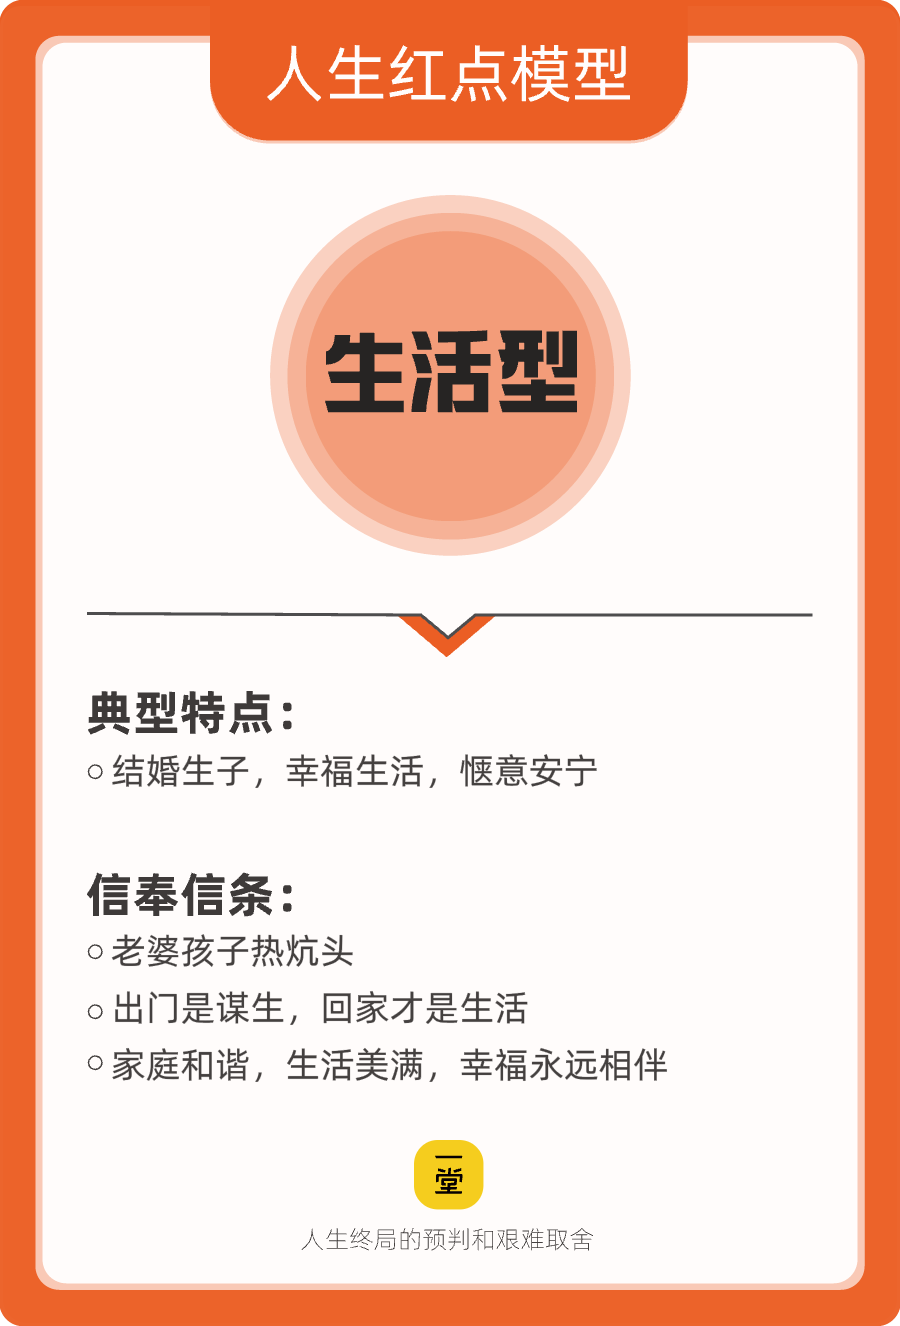 人生红点模型
生活型
典型特点：
结婚生子，幸福生活，惬意安宁
信奉信条：
老婆孩子热炕头
出门是谋生，回家才是生活
家庭和谐，生活美满，幸福永远相伴
一
堂
人生终局的预判和艰难取舍